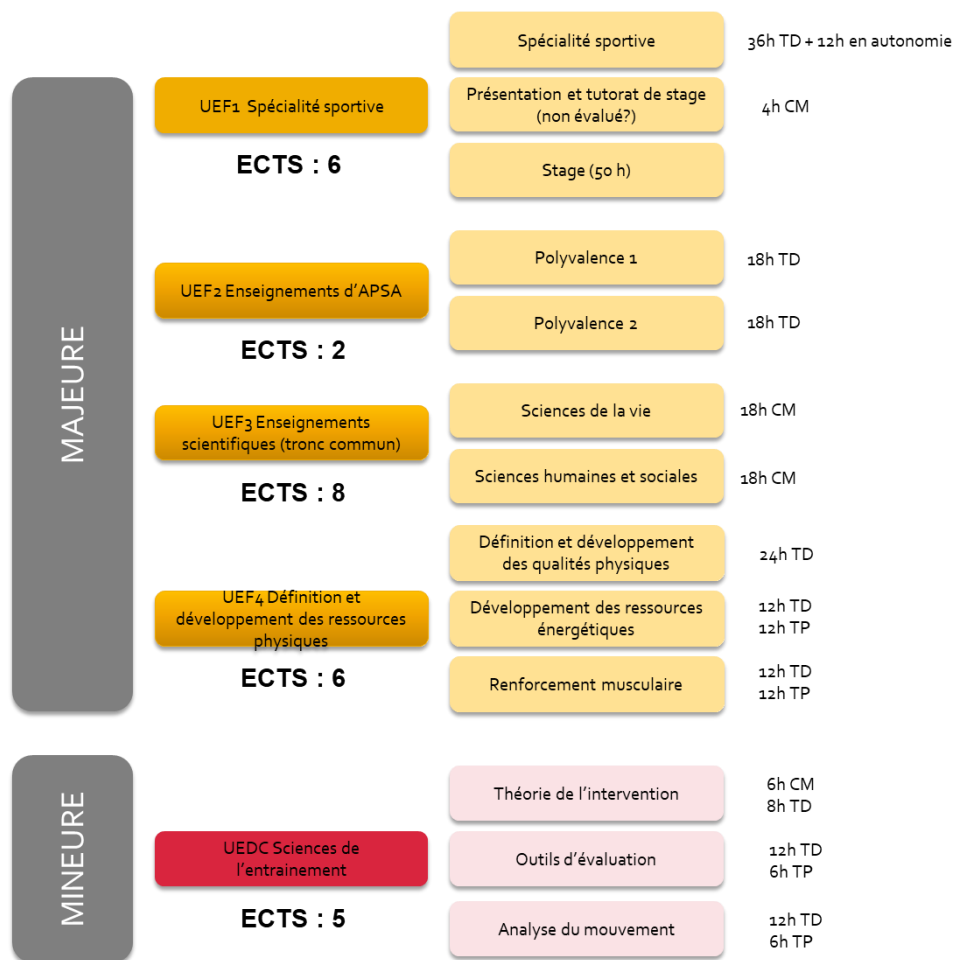 MAJEURE
UEF1 Spécialité sportive
ECTS : 6
Spécialité sportive
36h TD + 12h en autonomie
Présentation et tutorat de stage
(non évalué?)
4h CM
Stage (50 h)
UEF2 Enseignements d’APSA
ECTS : 2
Polyvalence 1
18h TD
Polyvalence 2
18h TD
UEF3 Enseignements
scientifiques (tronc commun)
ECTS : 8
Sciences de la vie
18h CM
Sciences humaines et sociales
18h CM
UEF4 Définition et
développement des ressources
physiques
ECTS : 6
Définition et développement
des qualités physiques
24h TD
Développement des ressources
énergétiques
12h TD
12h TP
Renforcement musculaire
12h TD
12h TP
MINEURE
UEDC Sciences de
l’entrainement
ECTS : 5
Théorie de l’intervention
6h CM
8h TD
Outils d’évaluation
12h TD
6h TP
Analyse du mouvement
12h TD
6h TP